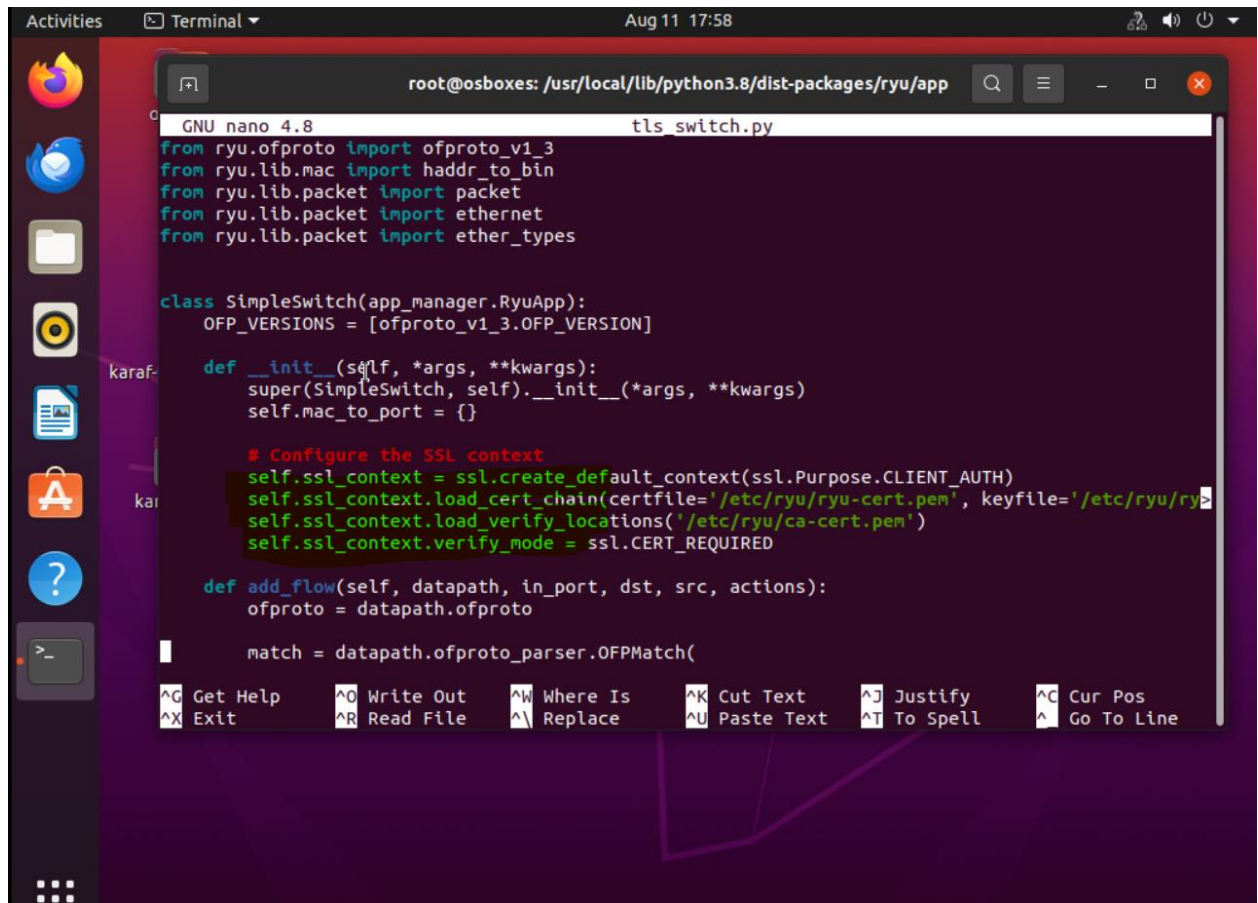 Activities
Terminal
Aug 11 17:58
root@osboxes: /usr/local/lib/python3.8/dist-packages/ryu/app
GNU nano 4.8
tls_switch.py
from ryu.ofproto import ofproto_v1_3
from ryu.lib.mac import haddr_to_bin
from ryu.lib.packet import packet
from ryu.lib.packet import ethernet
from ryu.lib.packet import ether_types
class SimpleSwitch(app_manager.RyuApp):
OFP_VERSIONS = [ofproto_v1_3.OFP_VERSION]
def __init__(self, *args, **kwargs):
super(SimpleSwitch, self).__init__(*args, **kwargs)
self.mac_to_port = {}
# Configure the SSL context
self.ssl_context = ssl.create_default_context(ssl.Purpose.CLIENT_AUTH)
self.ssl_context.load_cert_chain(certfile='/etc/ryu/ryu-cert.pem', keyfile='/etc/ryu/ry>
self.ssl_context.load_verify_locations('/etc/ryu/ca-cert.pem')
self.ssl_context.verify_mode = ssl.CERT_REQUIRED
def add_flow(self, datapath, in_port, dst, src, actions):
ofproto = datapath.ofproto
match = datapath.ofproto_parser.OFPMatch(
^G Get Help ^O Write Out ^W Where Is ^K Cut Text ^J Justify ^C Cur Pos
^X Exit ^R Read File ^\ Replace ^U Paste Text ^T To Spell ^_ Go To Line
karaf-
kar